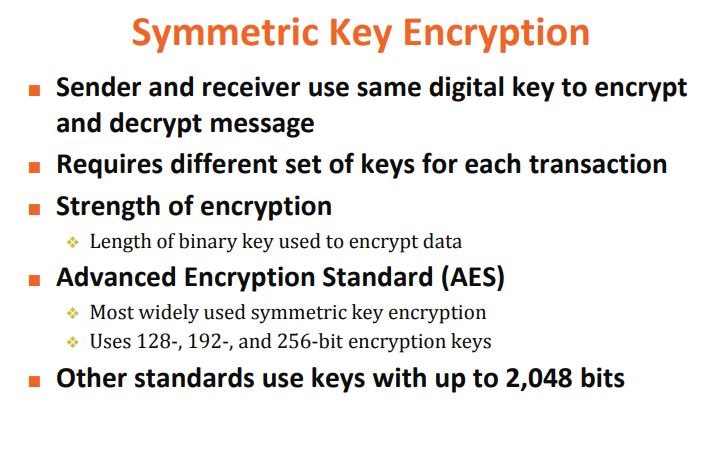 Symmetric Key Encryption
■ Sender and receiver use same digital key to encrypt
and decrypt message
■ Requires different set of keys for each transaction
■ Strength of encryption
❖ Length of binary key used to encrypt data
■ Advanced Encryption Standard (AES)
❖ Most widely used symmetric key encryption
❖ Uses 128-, 192-, and 256-bit encryption keys
■ Other standards use keys with up to 2,048 bits